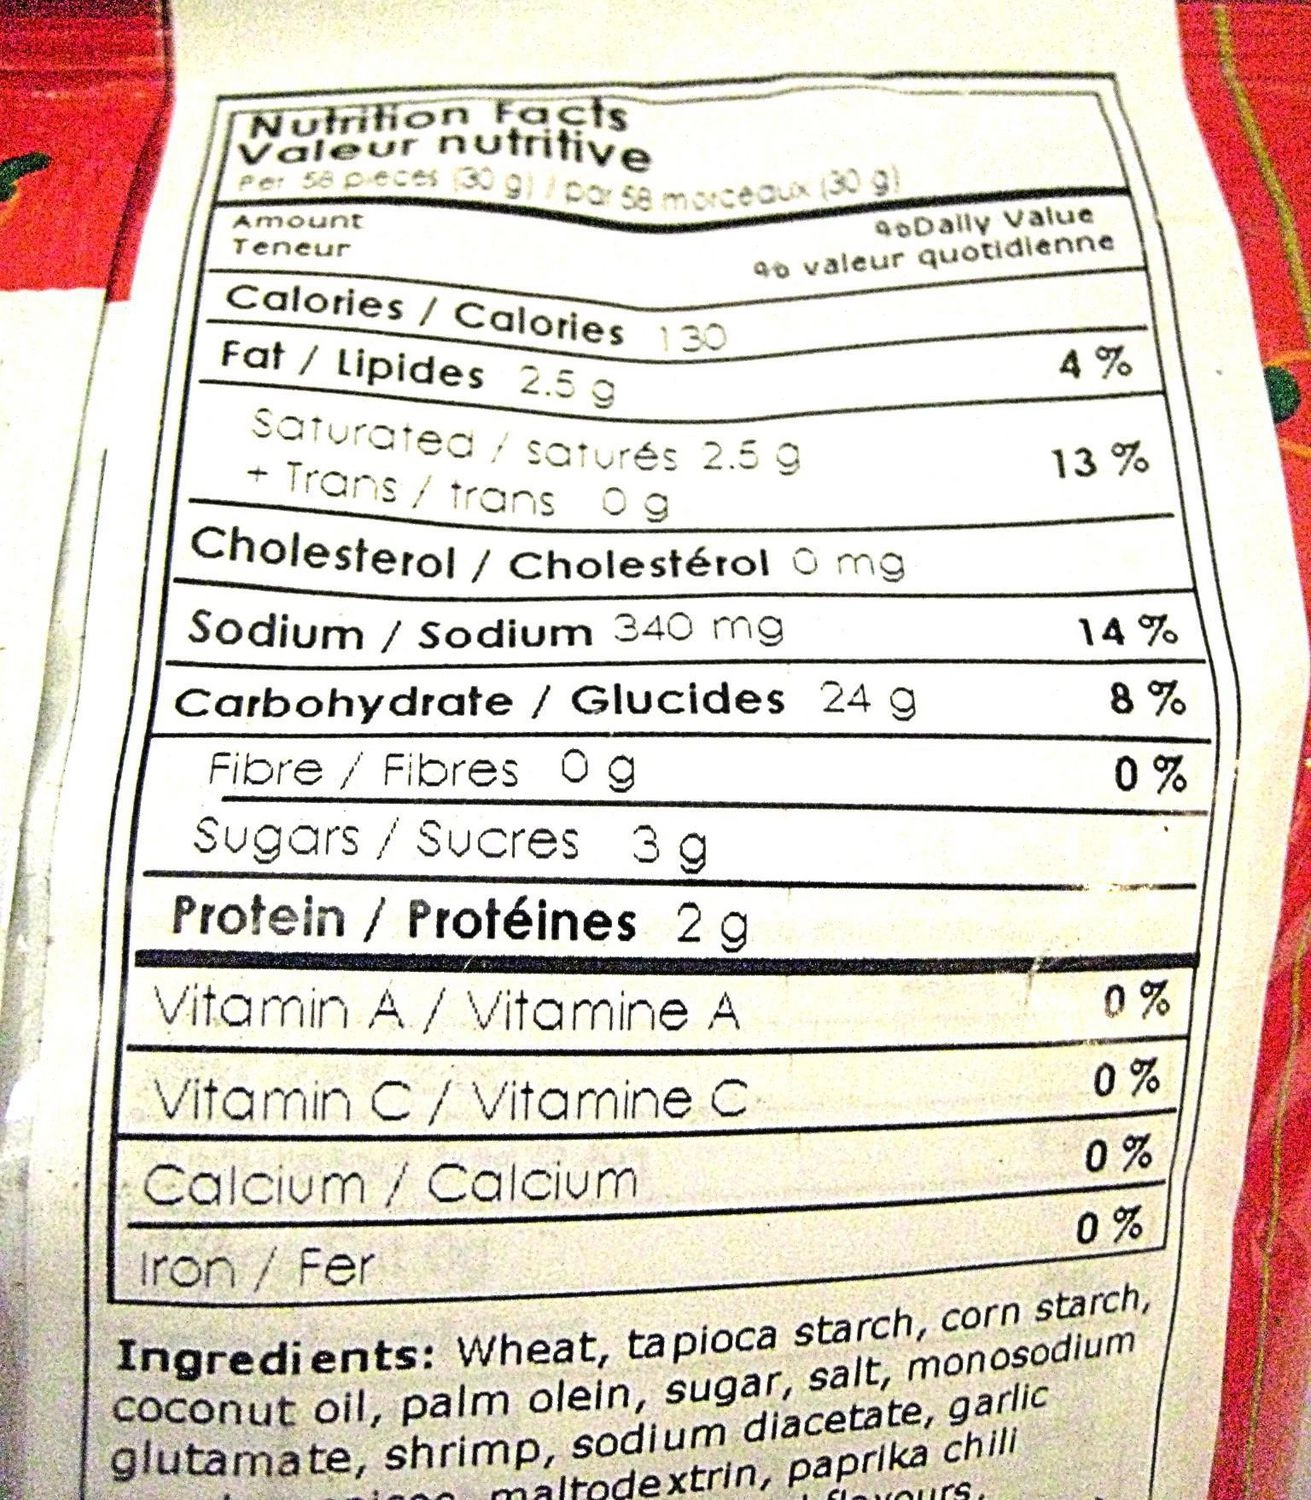 Nutrition Facts
Valeur nutritive
Per 58 pieces (30 g) / par 58 morceaux (30 g)
Amount %Daily Value
Teneur % valeur quotidienne
Calories / Calories 130
Fat / Lipides 2.5 g 4 %
Saturated / saturés 2.5 g 13 %
+ Trans / trans 0 g
Cholesterol / Cholestérol 0 mg
Sodium / Sodium 340 mg 14 %
Carbohydrate / Glucides 24 g 8 %
Fibre / Fibres 0 g 0 %
Sugars / Sucres 3 g
Protein / Protéines 2 g
Vitamin A / Vitamine A 0 %
Vitamin C / Vitamine C 0 %
Calcium / Calcium 0 %
Iron / Fer 0 %
Ingredients: Wheat, tapioca starch, corn starch,
coconut oil, palm olein, sugar, salt, monosodium
glutamate, shrimp, sodium diacetate, garlic
maltodextrin, paprika chili
flavours.